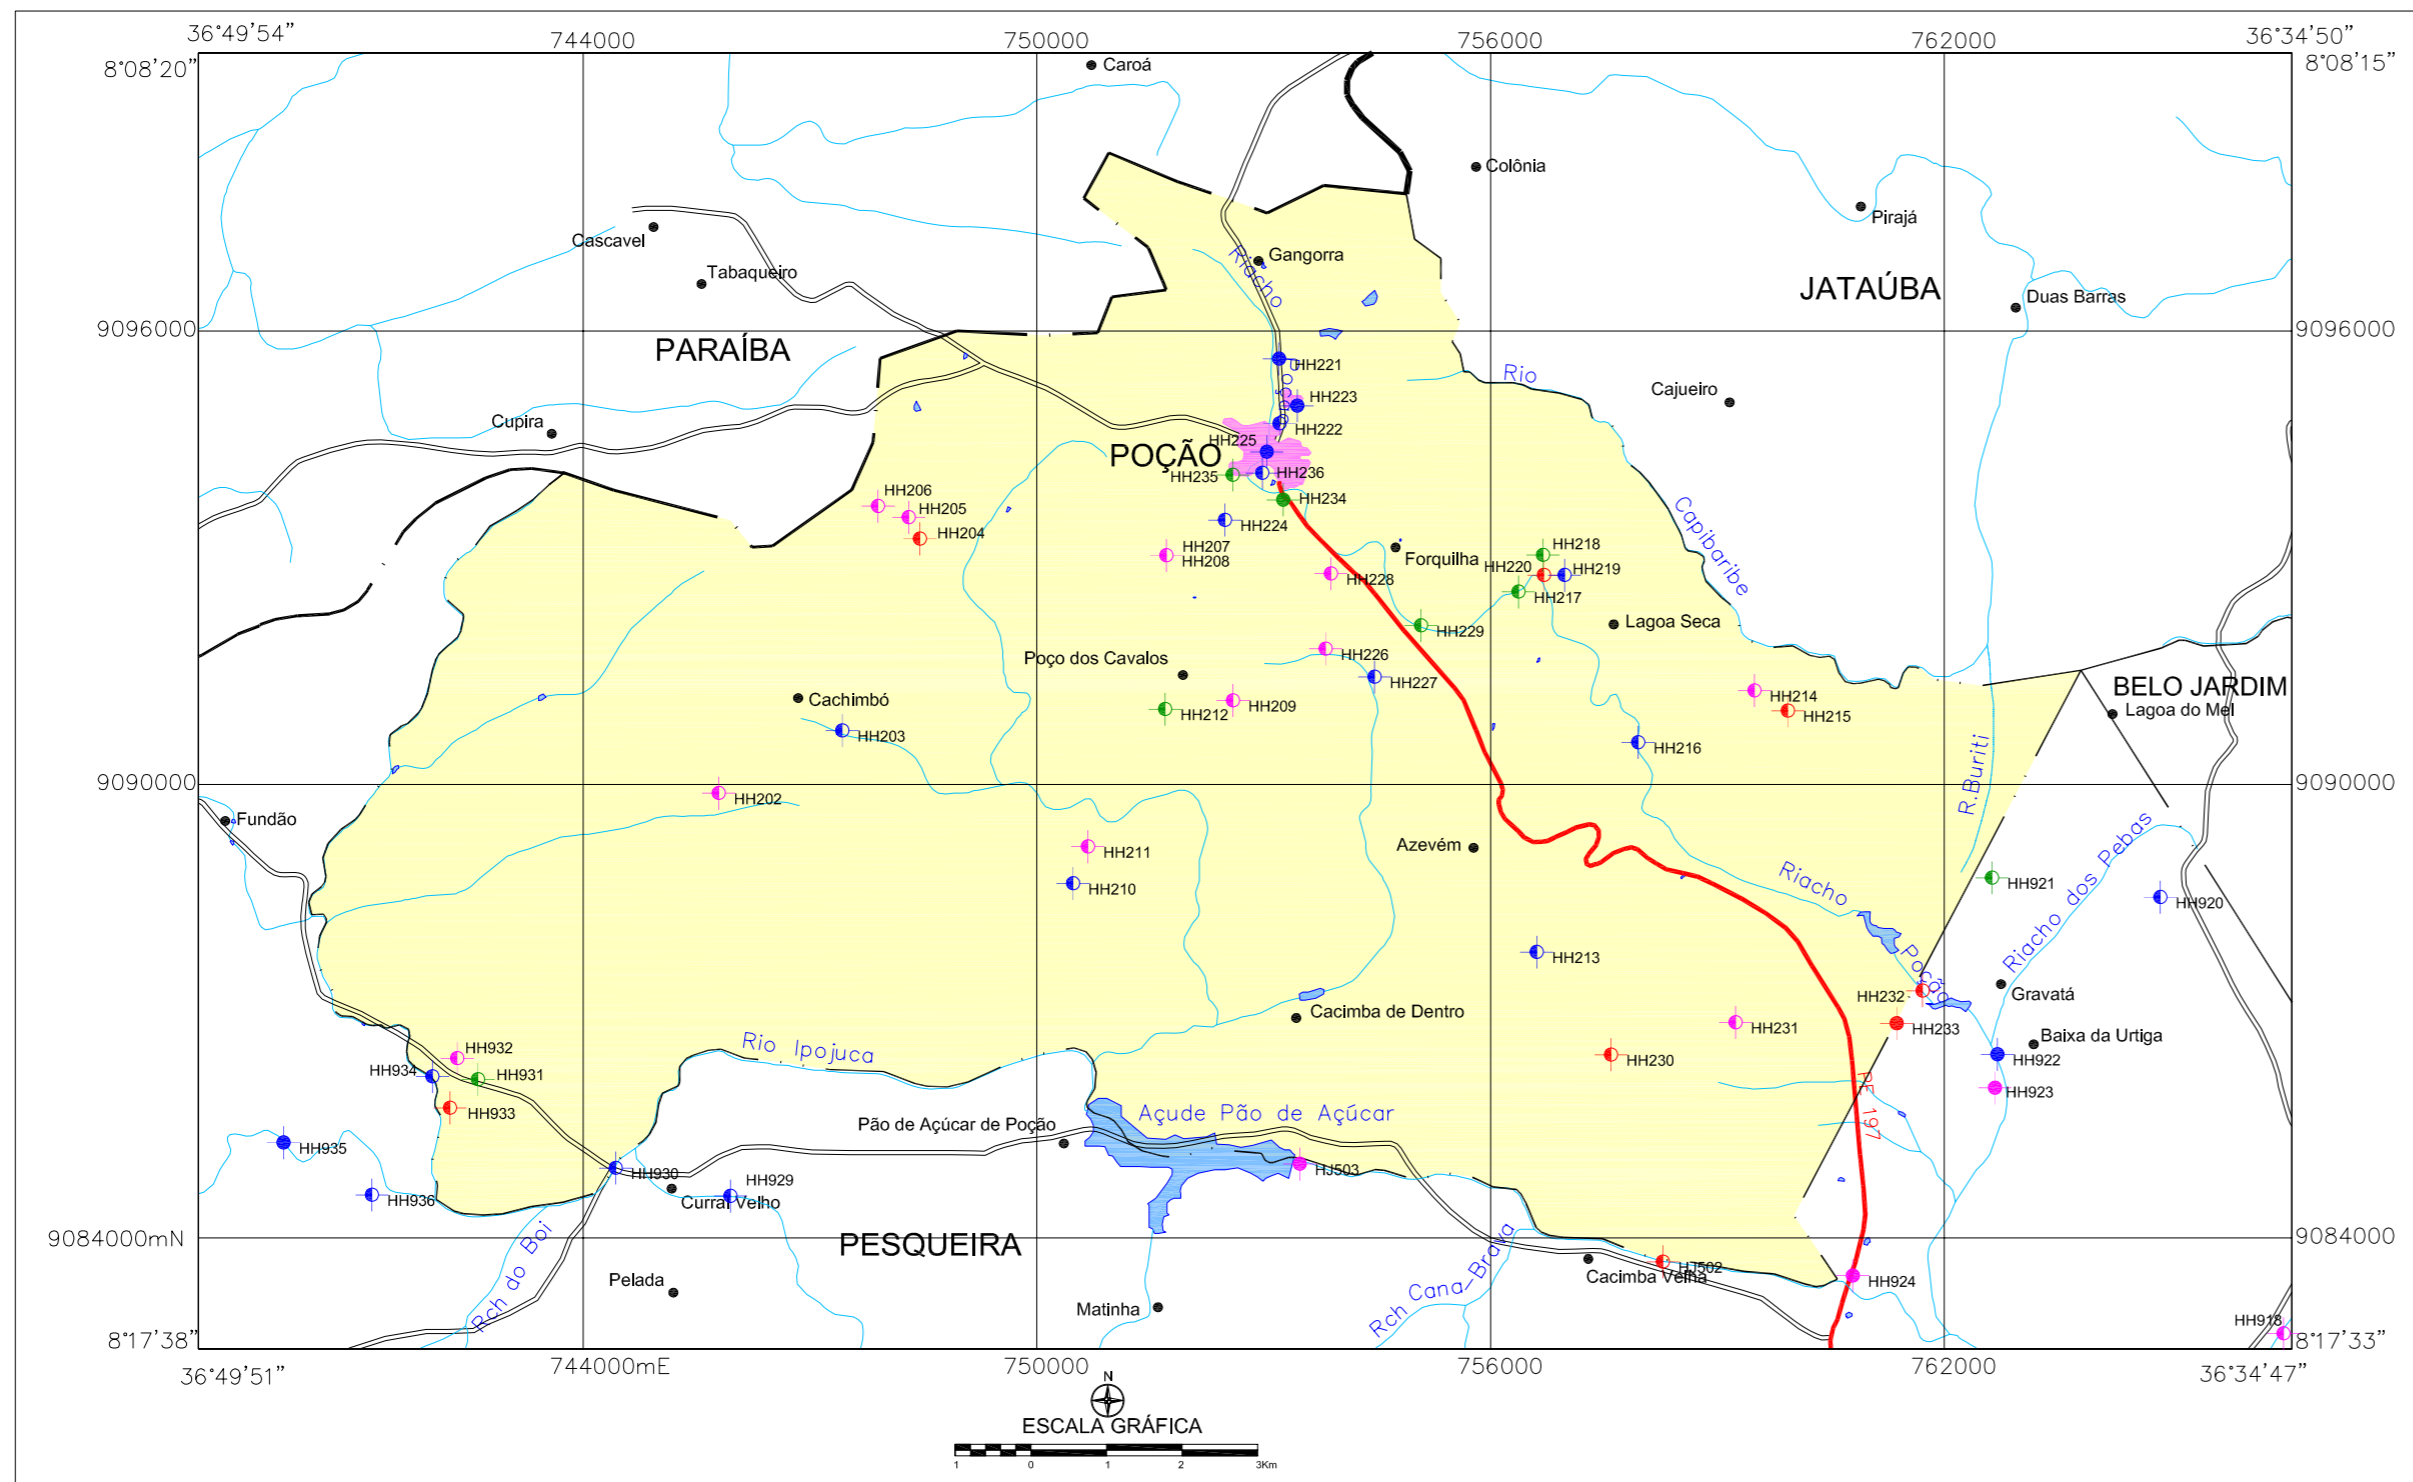 36°49'54"
744000
750000
756000
762000
36°34'50"
8°08'20"
8°08'15"
Caroá
Colônia
Pirajá
Cascavel
Gangorra
Riacho
Tabaqueiro
JATAÚBA
Duas Barras
9096000
9096000
PARAÍBA
HH221
Rio
Cajueiro
HH223
Cupira
HH222
HH225
POÇÃO
HH235
HH236
HH206
HH205
HH234
HH204
HH224
Capibaribe
HH207
HH208
Forquilha
HH218
HH220
HH219
HH228
HH217
Lagoa Seca
HH229
HH226
Poço dos Cavalos
HH227
BELO JARDIM
Cachimbó
HH209
HH212
HH214
HH215
Lagoa do Mel
HH203
HH216
R.Buriti
9090000
9090000
HH202
Fundão
Azevém
HH211
HH210
Riacho
Poção
Riacho dos Pebas
HH921
HH920
HH213
HH232
Gravatá
Cacimba de Dentro
HH231
HH233
Baixa da Urtiga
Rio Ipojuca
HH932
HH934
HH931
HH230
HH922
HH933
HH923
PE 197
Açude Pão de Açúcar
Pão de Açúcar de Poção
HH935
HH930
HJ503
HH929
HH936
Curral Velho
9084000mN
9084000
PESQUEIRA
Rch do Boi
Rch Cana-Brava
HJ502
Cacimba Velha
HH924
Pelada
Matinha
HH918
8°17'38"
8°17'33"
36°49'51"
744000mE
750000
756000
762000
36°34'47"
N
ESCALA GRÁFICA
1 0 1 2 3Km